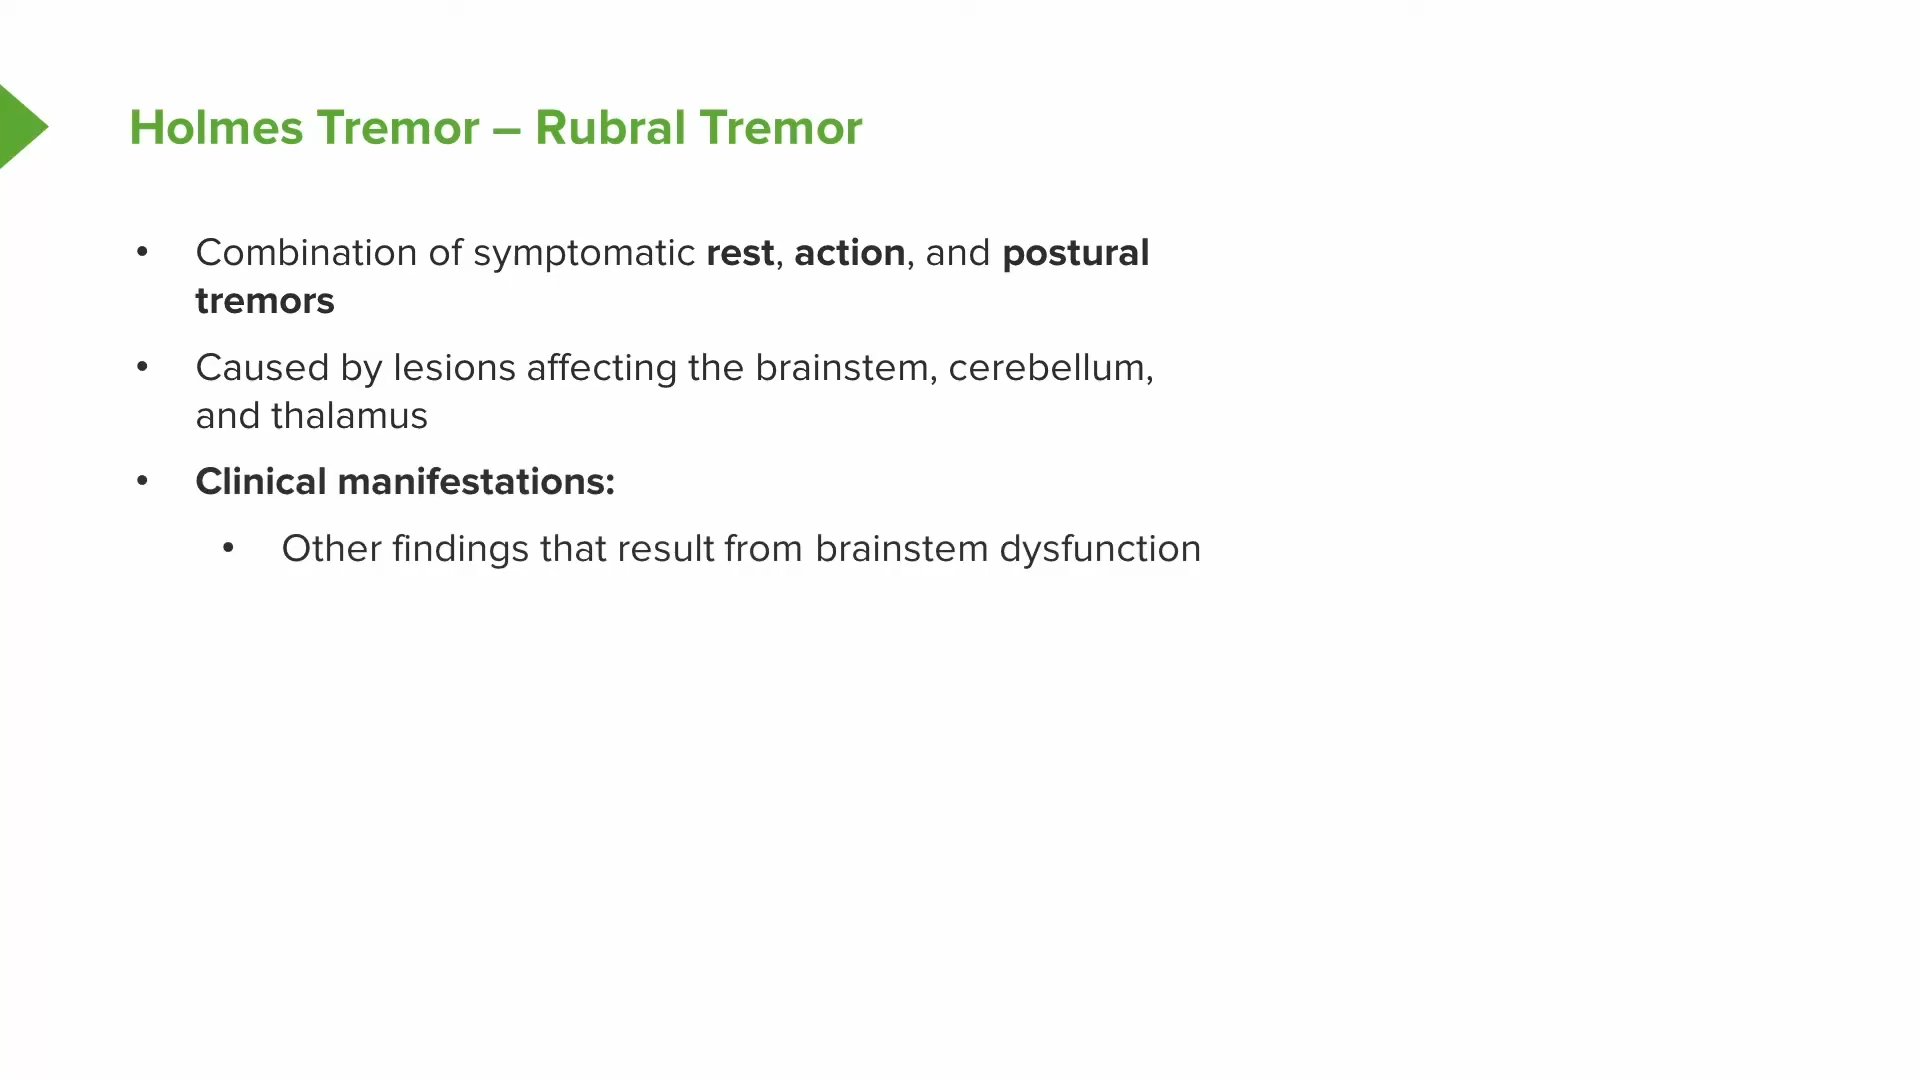 Holmes Tremor – Rubral Tremor
• Combination of symptomatic rest, action, and postural
tremors
• Caused by lesions affecting the brainstem, cerebellum,
and thalamus
• Clinical manifestations:
• Other findings that result from brainstem dysfunction